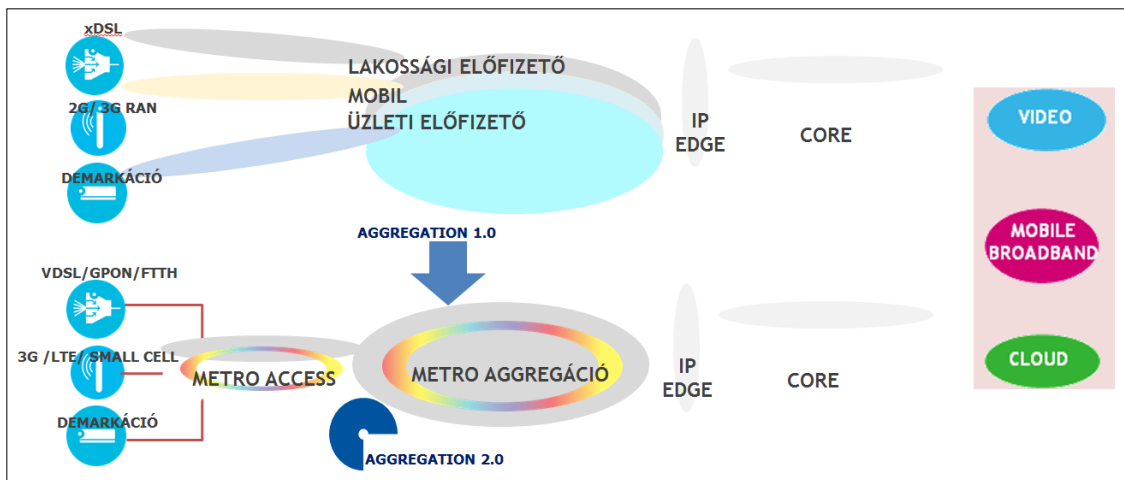 xDSL
2G/ 3G RAN
DEMARKÁCIÓ
LAKOSSÁGI ELŐFIZETŐ
MOBIL
ÜZLETI ELŐFIZETŐ
IP
EDGE
CORE
VIDEO
MOBILE
BROADBAND
CLOUD
AGGREGATION 1.0
VDSL/GPON/FTTH
3G /LTE/ SMALL CELL
DEMARKÁCIÓ
METRO ACCESS
METRO AGGREGÁCIÓ
IP
EDGE
CORE
AGGREGATION 2.0